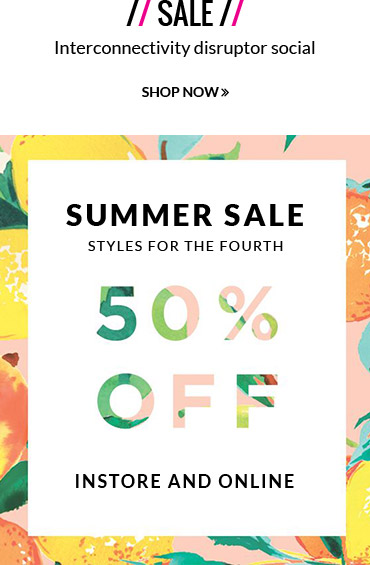 // SALE //
Interconnectivity disruptor social
SHOP NOW »
SUMMER SALE
STYLES FOR THE FOURTH
50%
OFF
INSTORE AND ONLINE